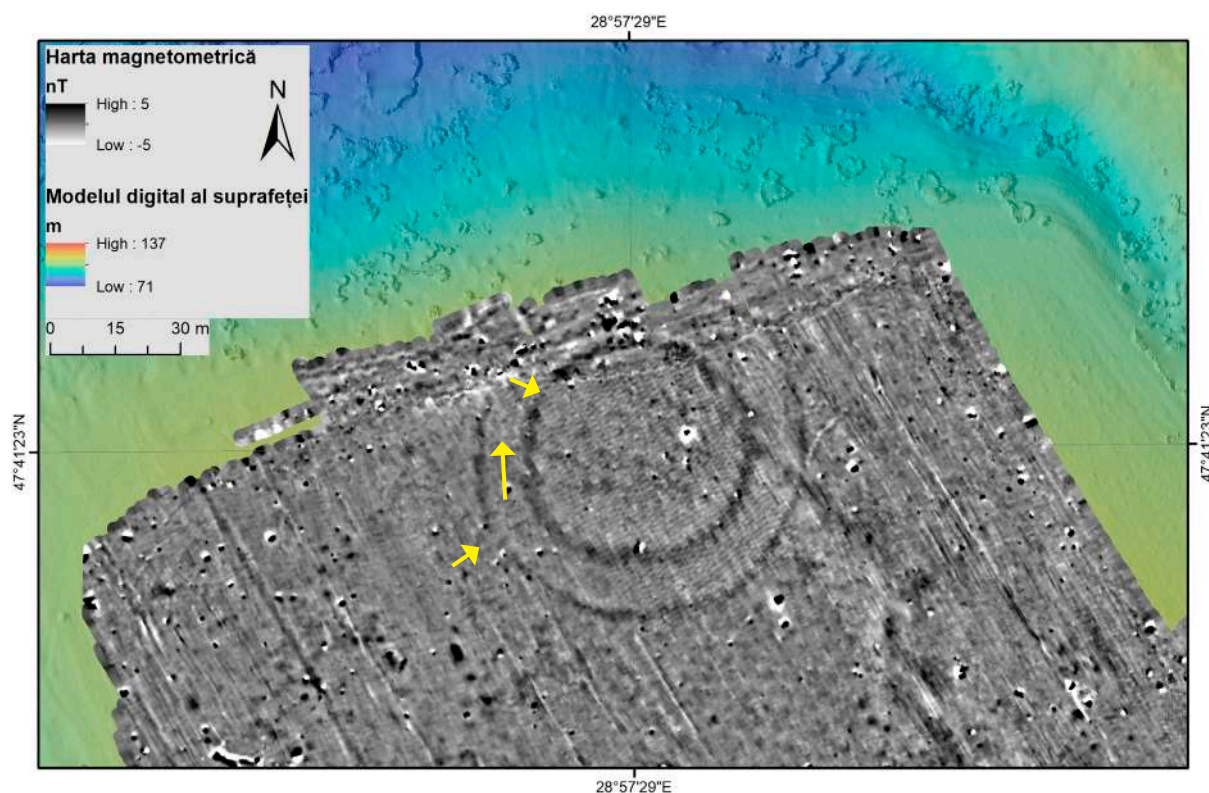 28°57'29"E
Harta magnetometrică
nT
High : 5
Low : -5
N
Modelul digital al suprafeței
m
High : 137
Low : 71
0 15 30 m
47°41'23"N
47°41'23"N
28°57'29"E